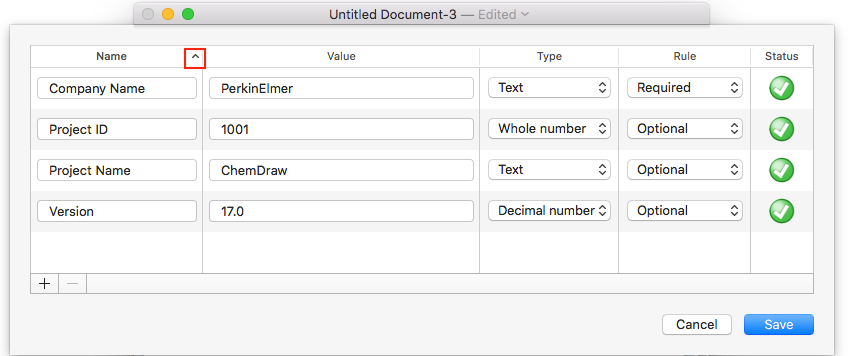 Untitled Document-3 — Edited
Name Value Type Rule Status
Company Name PerkinElmer Text Required
Project ID 1001 Whole number Optional
Project Name ChemDraw Text Optional
Version 17.0 Decimal number Optional
Cancel Save